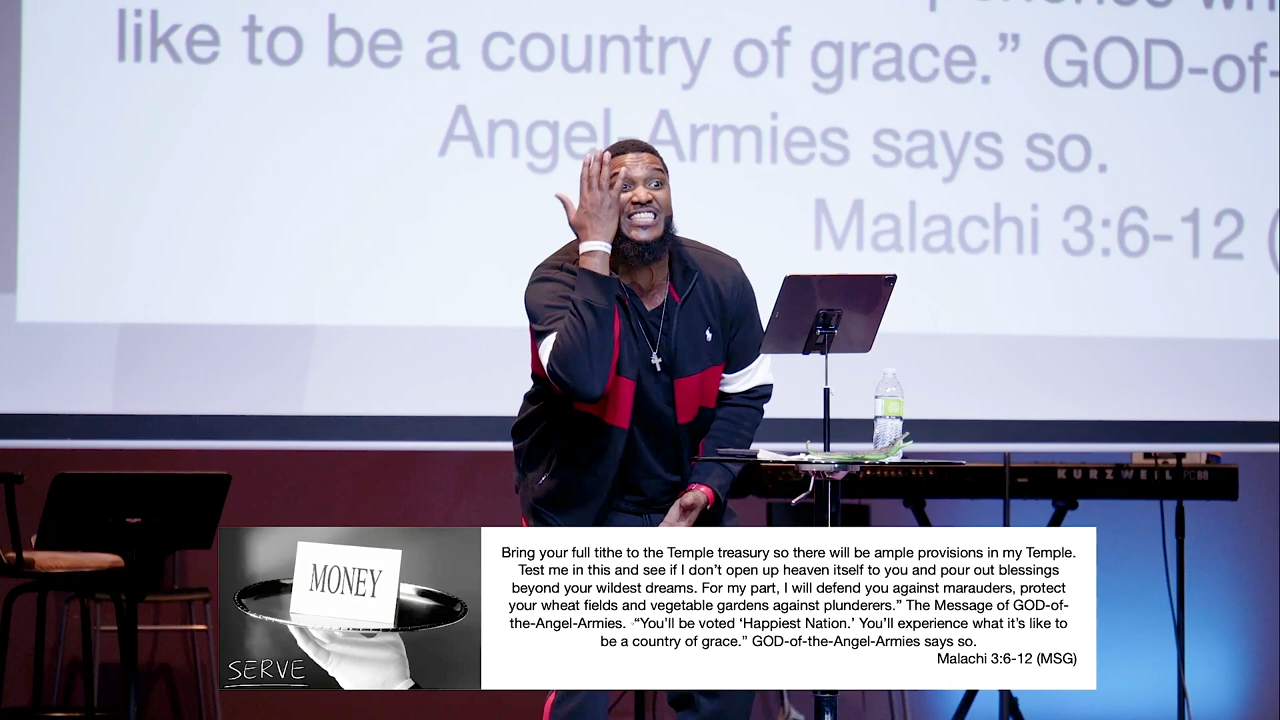 like to be a country of grace.” GOD-of-
Angel-Armies says so.
Malachi 3:6-12 (
KURZWEIL PC88
MONEY
SERVE
Bring your full tithe to the Temple treasury so there will be ample provisions in my Temple.
Test me in this and see if I don’t open up heaven itself to you and pour out blessings
beyond your wildest dreams. For my part, I will defend you against marauders, protect
your wheat fields and vegetable gardens against plunderers.” The Message of GOD-of-
the-Angel-Armies. “You’ll be voted ‘Happiest Nation.’ You’ll experience what it’s like to
be a country of grace.” GOD-of-the-Angel-Armies says so.
Malachi 3:6-12 (MSG)